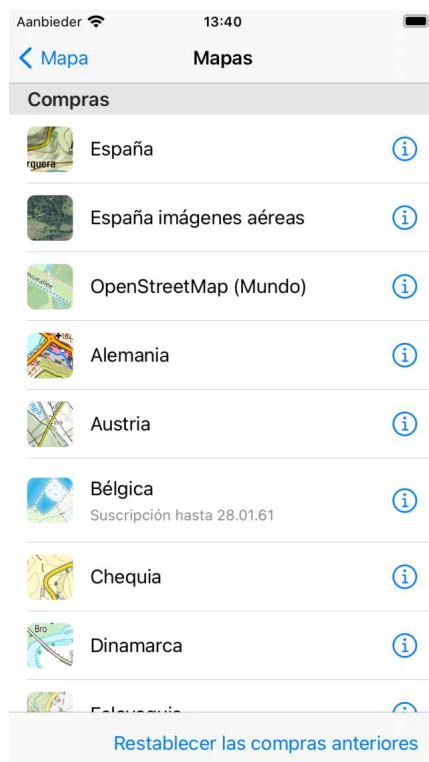 Aanbieder 13:40
Mapa Mapas
Compras
España
España imágenes aéreas
OpenStreetMap (Mundo)
Alemania
Austria
Bélgica
Suscripción hasta 28.01.61
Chequia
Dinamarca
Bro
Restablecer las compras anteriores